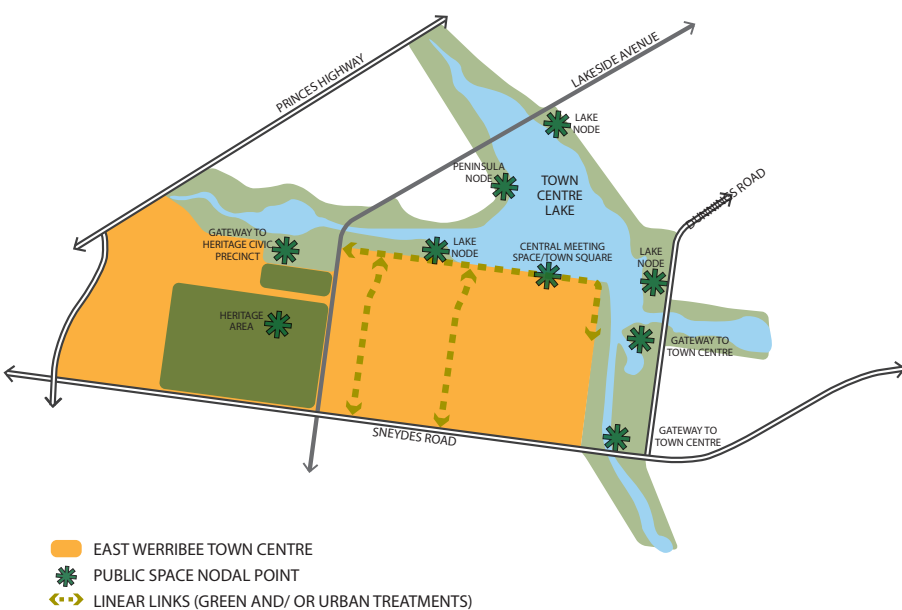 PRINCES HIGHWAY
LAKESIDE AVENUE
LAKE
NODE
PENINSULA
NODE
TOWN
CENTRE
LAKE
DUNNINGS ROAD
GATEWAY TO
HERITAGE CIVIC
PRECINCT
LAKE
NODE
CENTRAL MEETING
SPACE/TOWN SQUARE
LAKE
NODE
HERITAGE
AREA
GATEWAY TO
TOWN CENTRE
SNEYDES ROAD
GATEWAY TO
TOWN CENTRE
EAST WERRIBEE TOWN CENTRE
PUBLIC SPACE NODAL POINT
LINEAR LINKS (GREEN AND/ OR URBAN TREATMENTS)